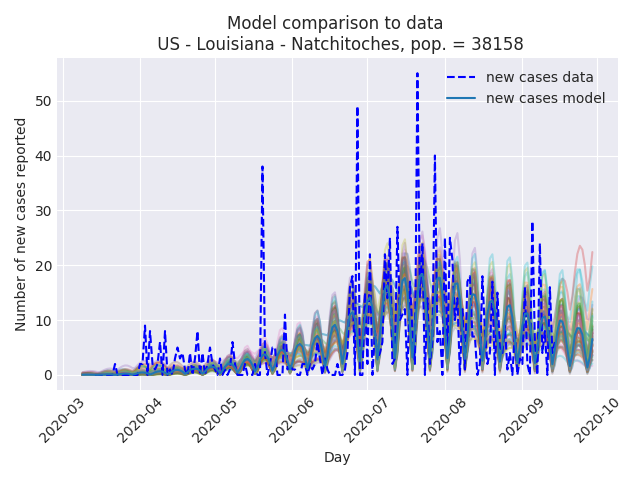 Model comparison to data
US - Louisiana - Natchitoches, pop. = 38158
new cases data
new cases model
Number of new cases reported
50
40
30
20
10
0
2020-03
2020-04
2020-05
2020-06
2020-07
2020-08
2020-09
2020-10
Day